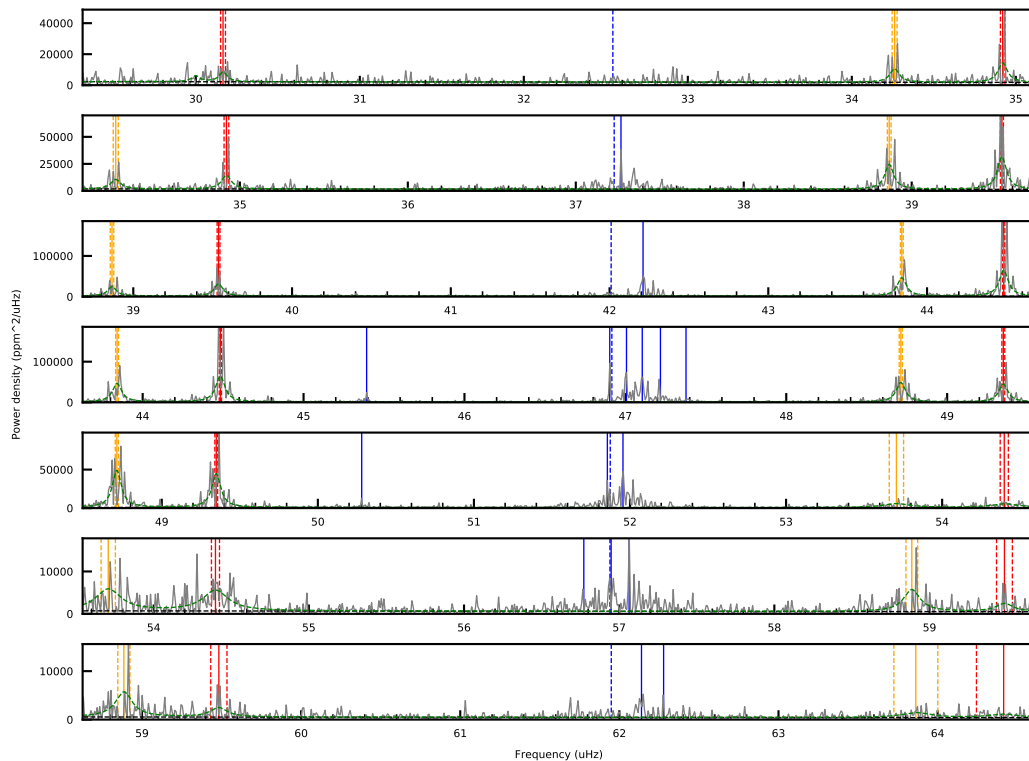 40000
20000
0
30 31 32 33 34 35
50000
25000
0
35 36 37 38 39
100000
0
39 40 41 42 43 44
100000
0
44 45 46 47 48 49
50000
0
49 50 51 52 53 54
10000
0
54 55 56 57 58 59
10000
0
59 60 61 62 63 64
Power density (ppm^2/uHz)
Frequency (uHz)